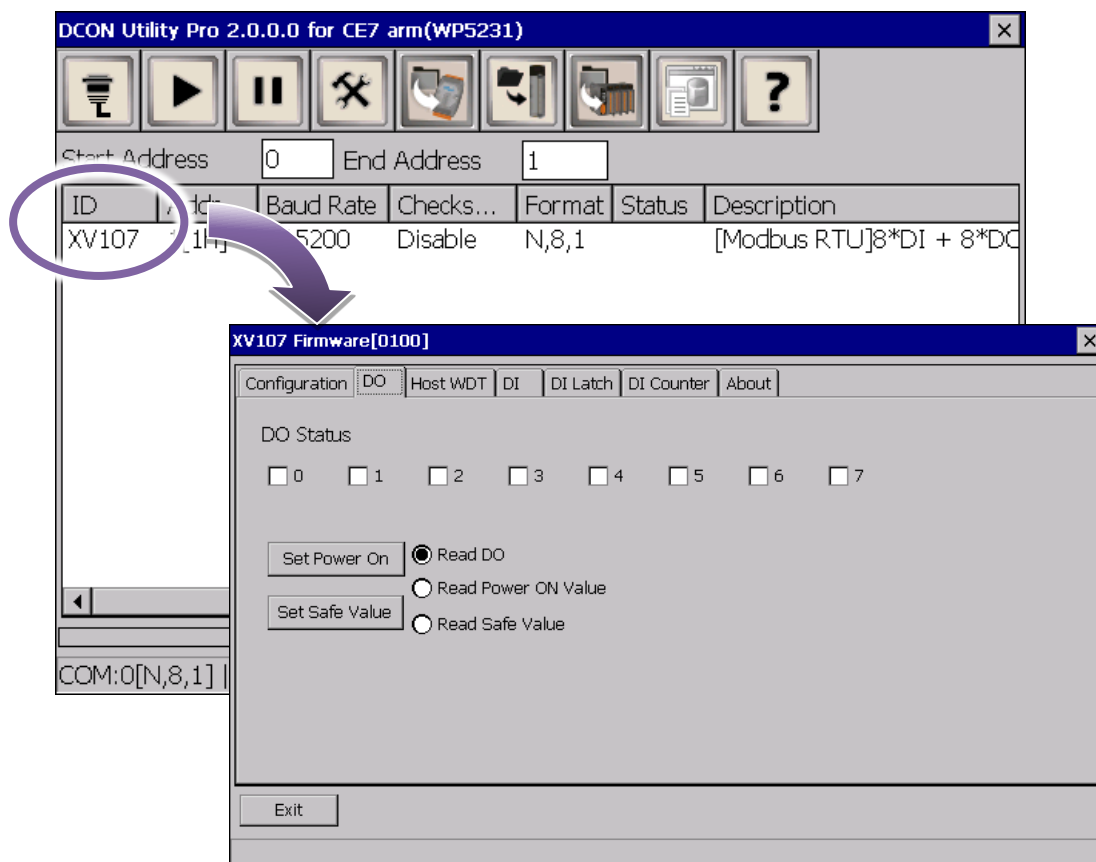 DCON Utility Pro 2.0.0.0 for CE7 arm(WP5231)
?
Start Address 0 End Address 1
ID Addr Baud Rate Checks... Format Status Description
XV107 [1H] 5200 Disable N,8,1 [Modbus RTU]8*DI + 8*DO
XV107 Firmware[0100]
Configuration DO Host WDT DI DI Latch DI Counter About
DO Status
0 1 2 3 4 5 6 7
Set Power On Read DO
Read Power ON Value
Set Safe Value Read Safe Value
COM:0[N,8,1] |
Exit